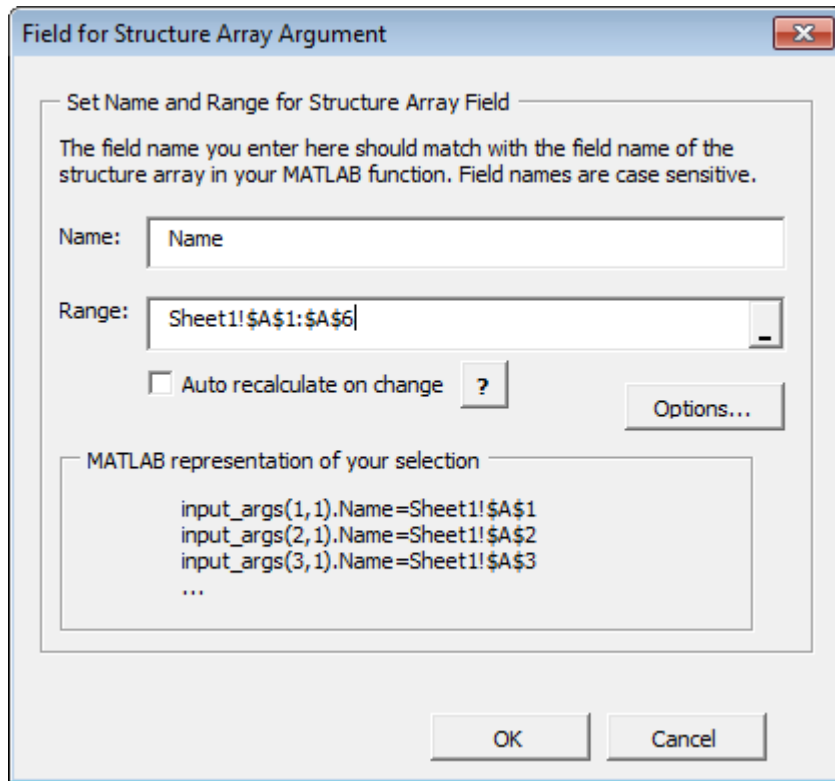 Field for Structure Array Argument
Set Name and Range for Structure Array Field
The field name you enter here should match with the field name of the
structure array in your MATLAB function. Field names are case sensitive.
Name: Name
Range: Sheet1!$A$1:$A$6
Auto recalculate on change ?
Options...
MATLAB representation of your selection
input_args(1,1).Name=Sheet1!$A$1
input_args(2,1).Name=Sheet1!$A$2
input_args(3,1).Name=Sheet1!$A$3
...
OK Cancel